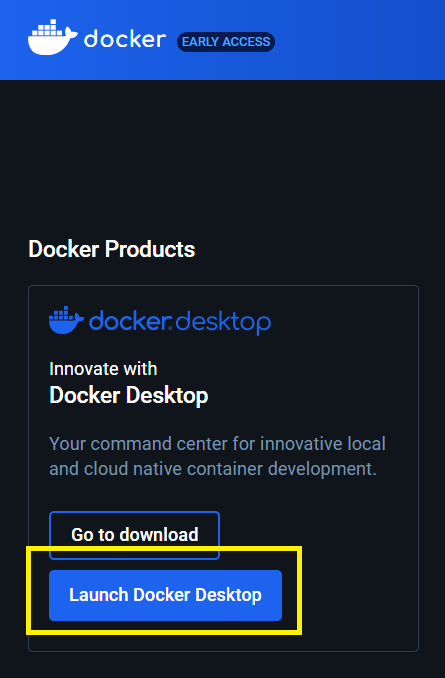 docker EARLY ACCESS
Docker Products
docker.desktop
Innovate with
Docker Desktop
Your command center for innovative local
and cloud native container development.
Go to download
Launch Docker Desktop